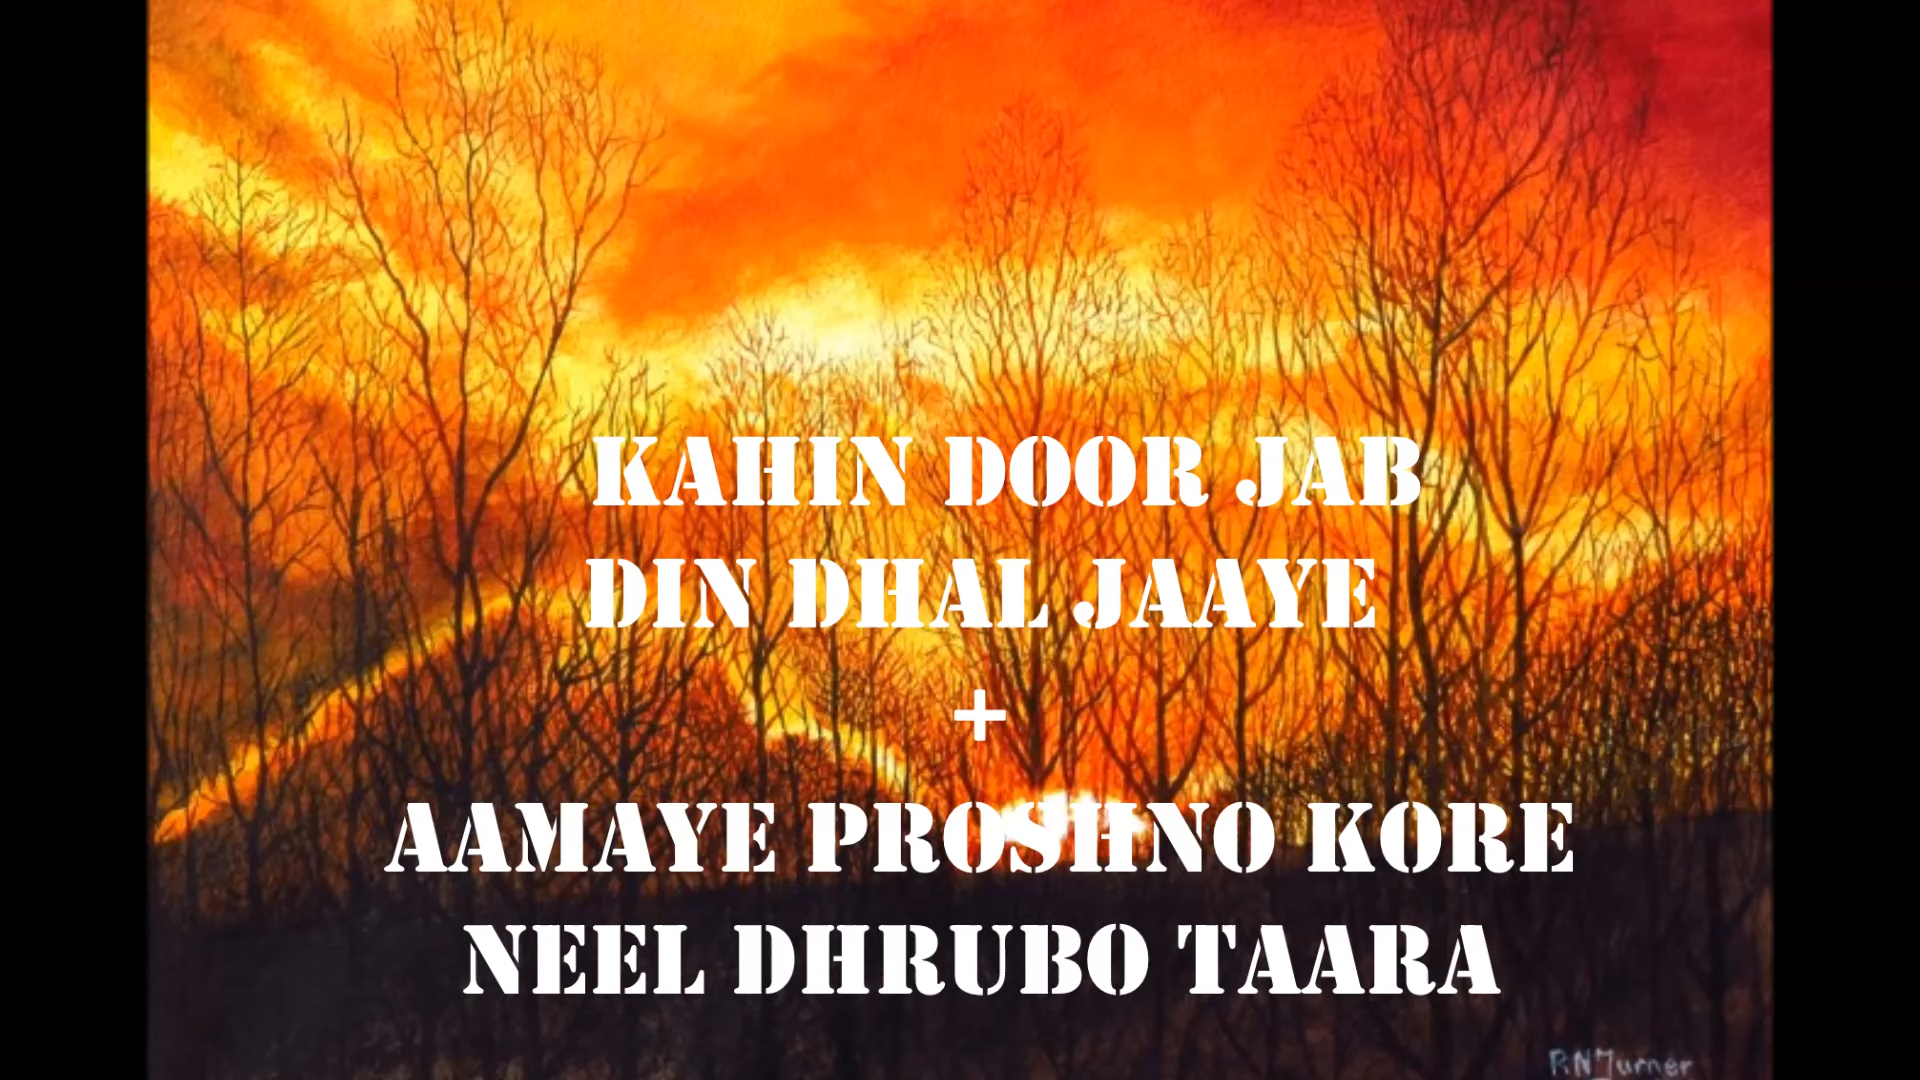 KAHIN DOOR JAB
DIN DHAL JAAYE
+
AAMAYE PROSHNO KORE
NEEL DHRUBO TAARA
R.N Turner